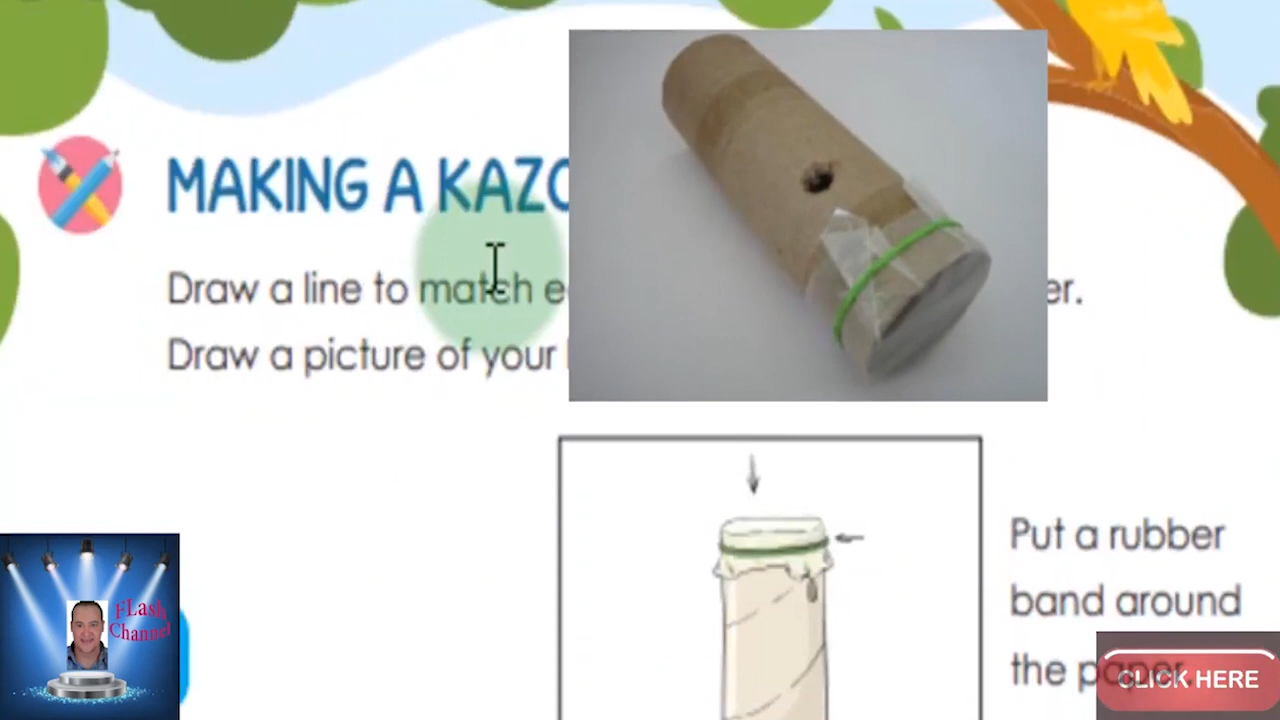 MAKING A KAZO
Draw a line to match e
er.
Draw a picture of your
Put a rubber
band around
the paper.
FLash
Channel
CLICK HERE